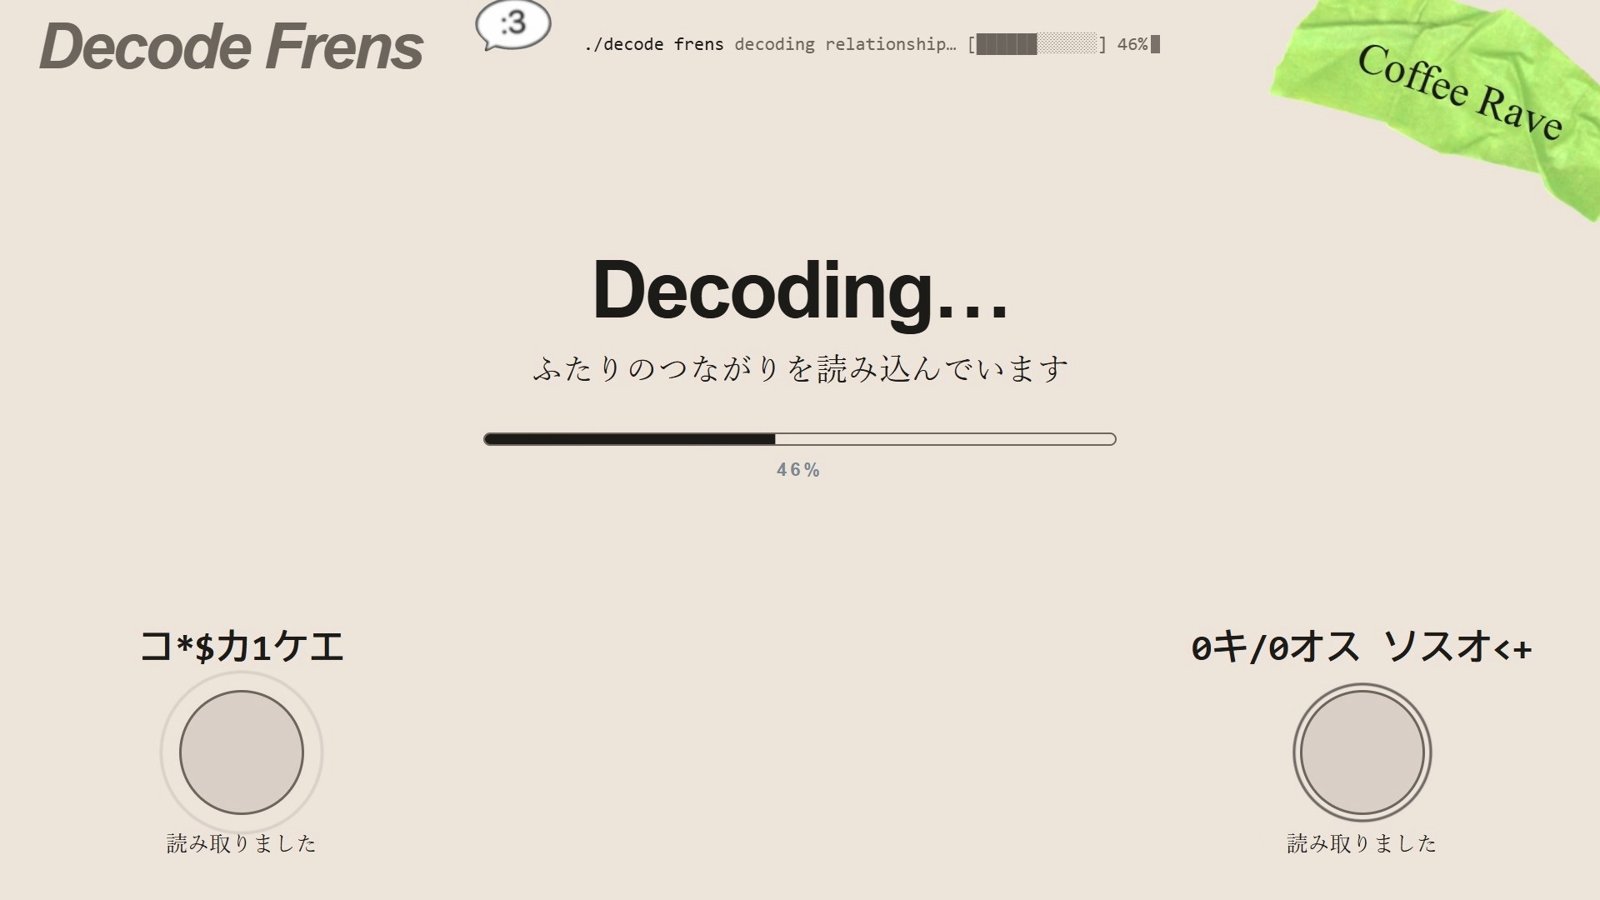 Decode Frens
:3
./decode frens decoding relationship… [██████░░░░░░] 46%█
Coffee Rave
Decoding…
ふたりのつながりを読み込んでいます
46%
コ*$カ1ケエ
0キ/0オス ソスオ<+
読み取りました
読み取りました